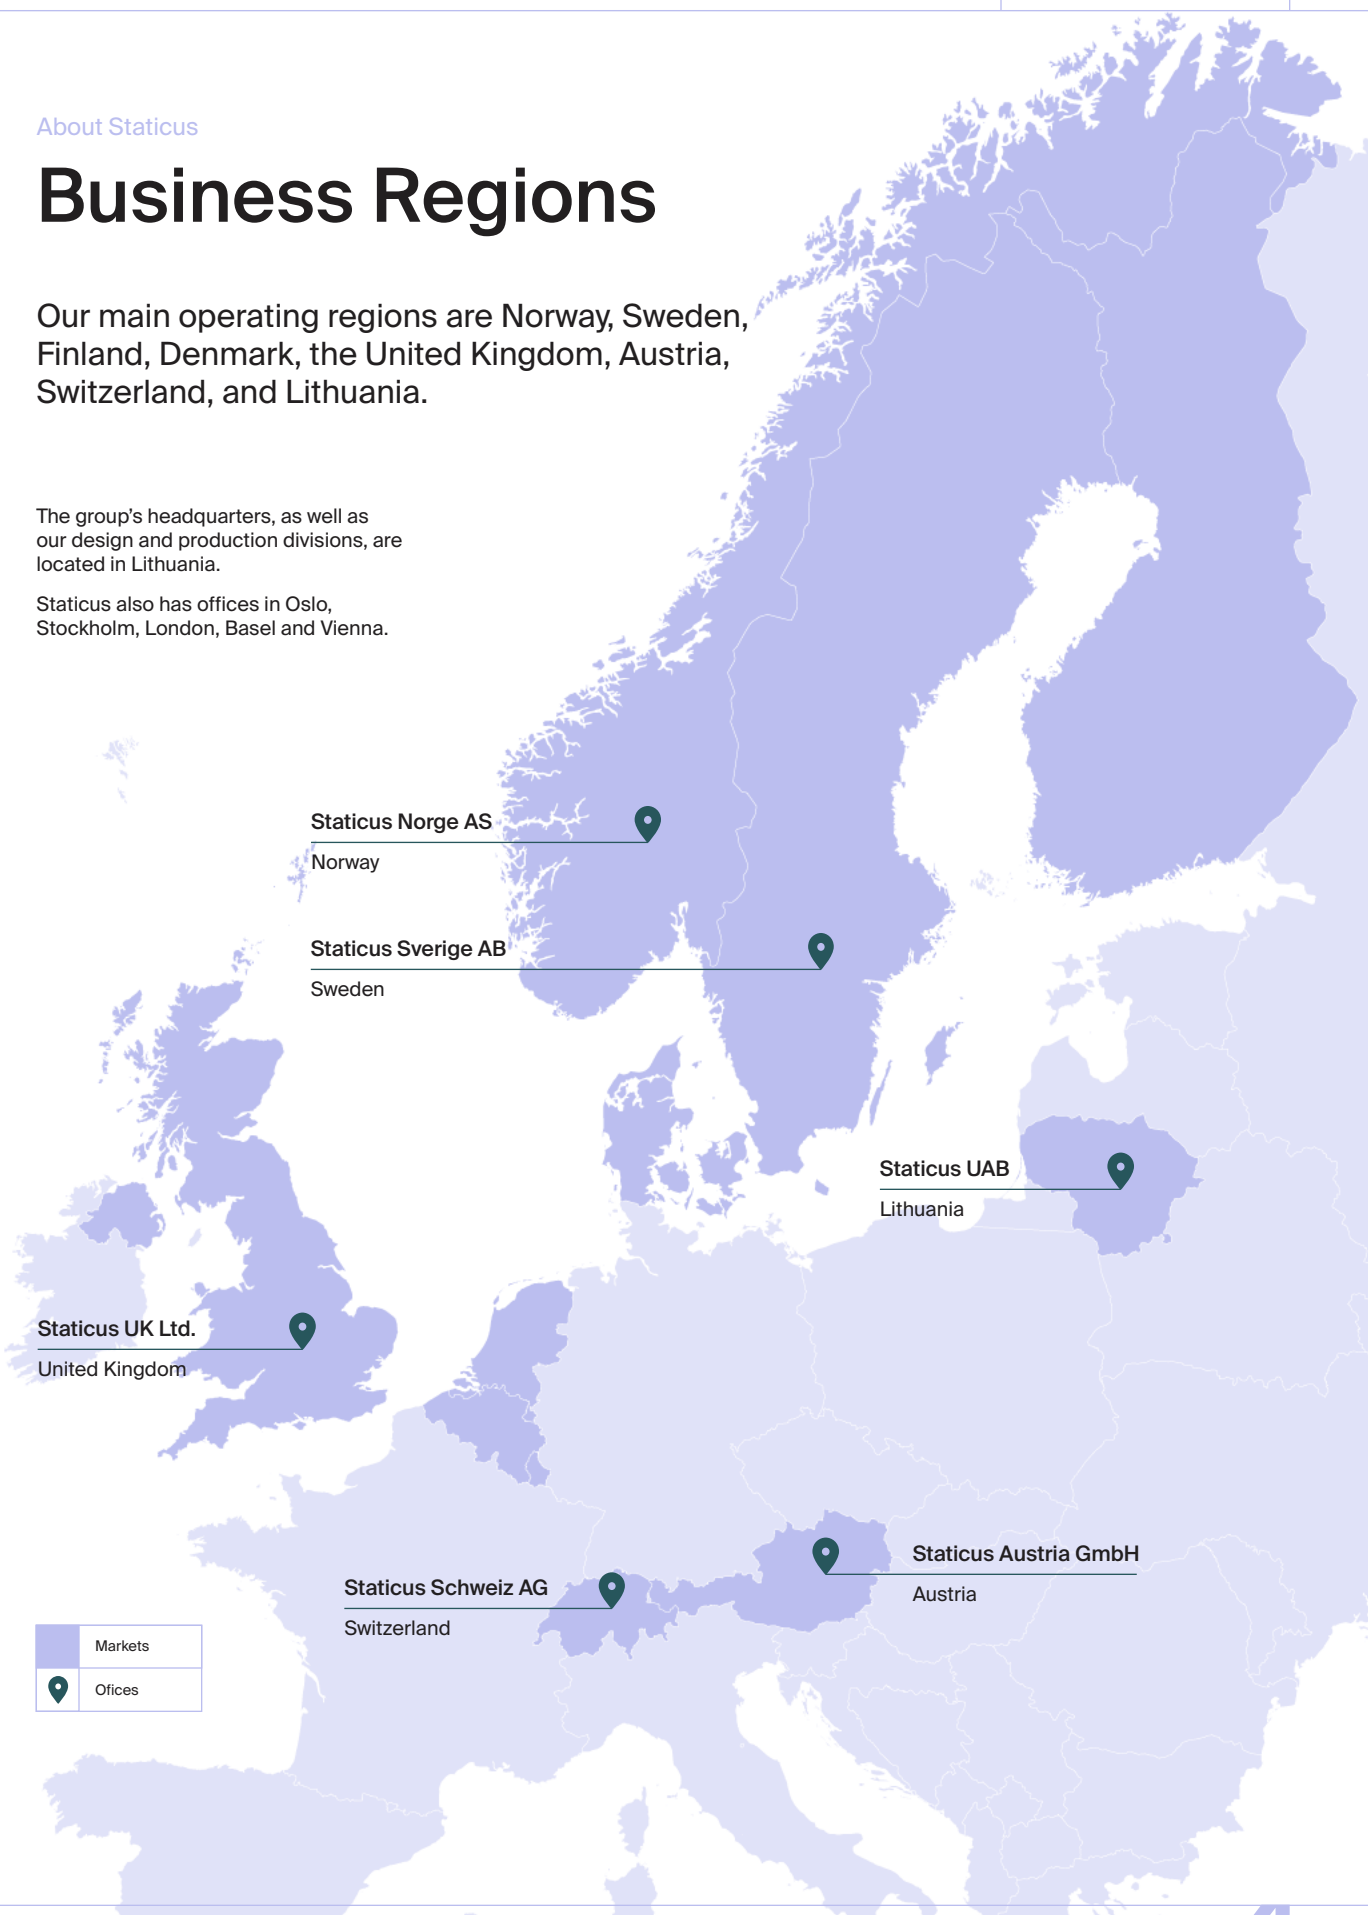 About Staticus
Business Regions
Our main operating regions are Norway, Sweden,
Finland, Denmark, the United Kingdom, Austria,
Switzerland, and Lithuania.
The group's headquarters, as well as
our design and production divisions, are
located in Lithuania.
Staticus also has offices in Oslo,
Stockholm, London, Basel and Vienna.
Staticus Norge AS
Norway
Staticus Sverige AB
Sweden
Staticus UAB
Lithuania
Staticus UK Ltd.
United Kingdom
Staticus Austria GmbH
Austria
Staticus Schweiz AG
Switzerland
Markets
Ofices